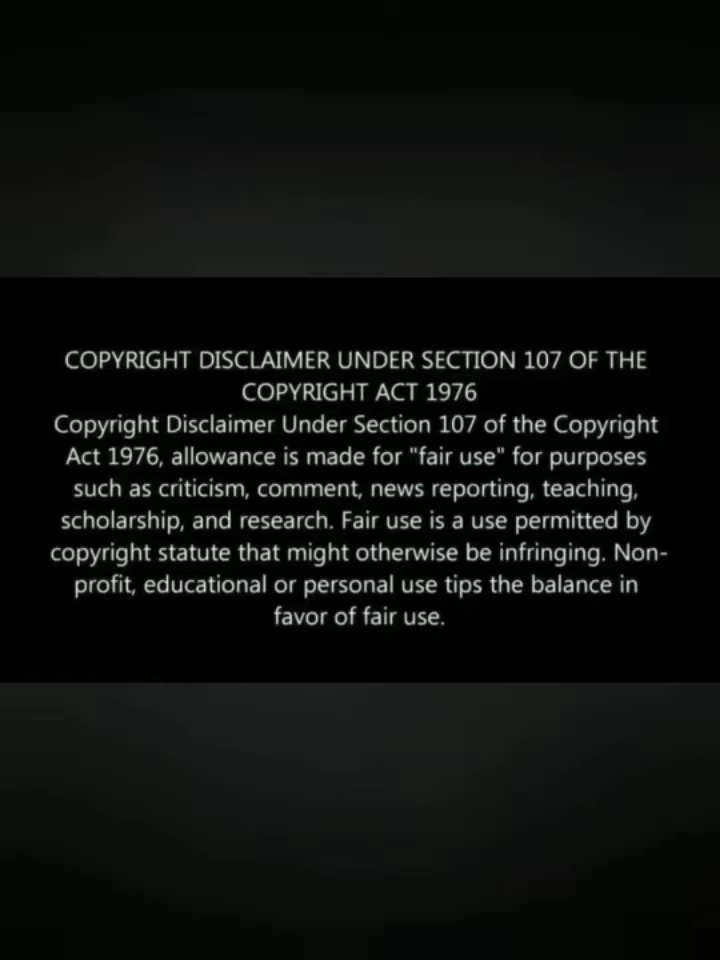 COPYRIGHT DISCLAIMER UNDER SECTION 107 OF THE
COPYRIGHT ACT 1976
Copyright Disclaimer Under Section 107 of the Copyright
Act 1976, allowance is made for "fair use" for purposes
such as criticism, comment, news reporting, teaching,
scholarship, and research. Fair use is a use permitted by
copyright statute that might otherwise be infringing. Non-
profit, educational or personal use tips the balance in
favor of fair use.